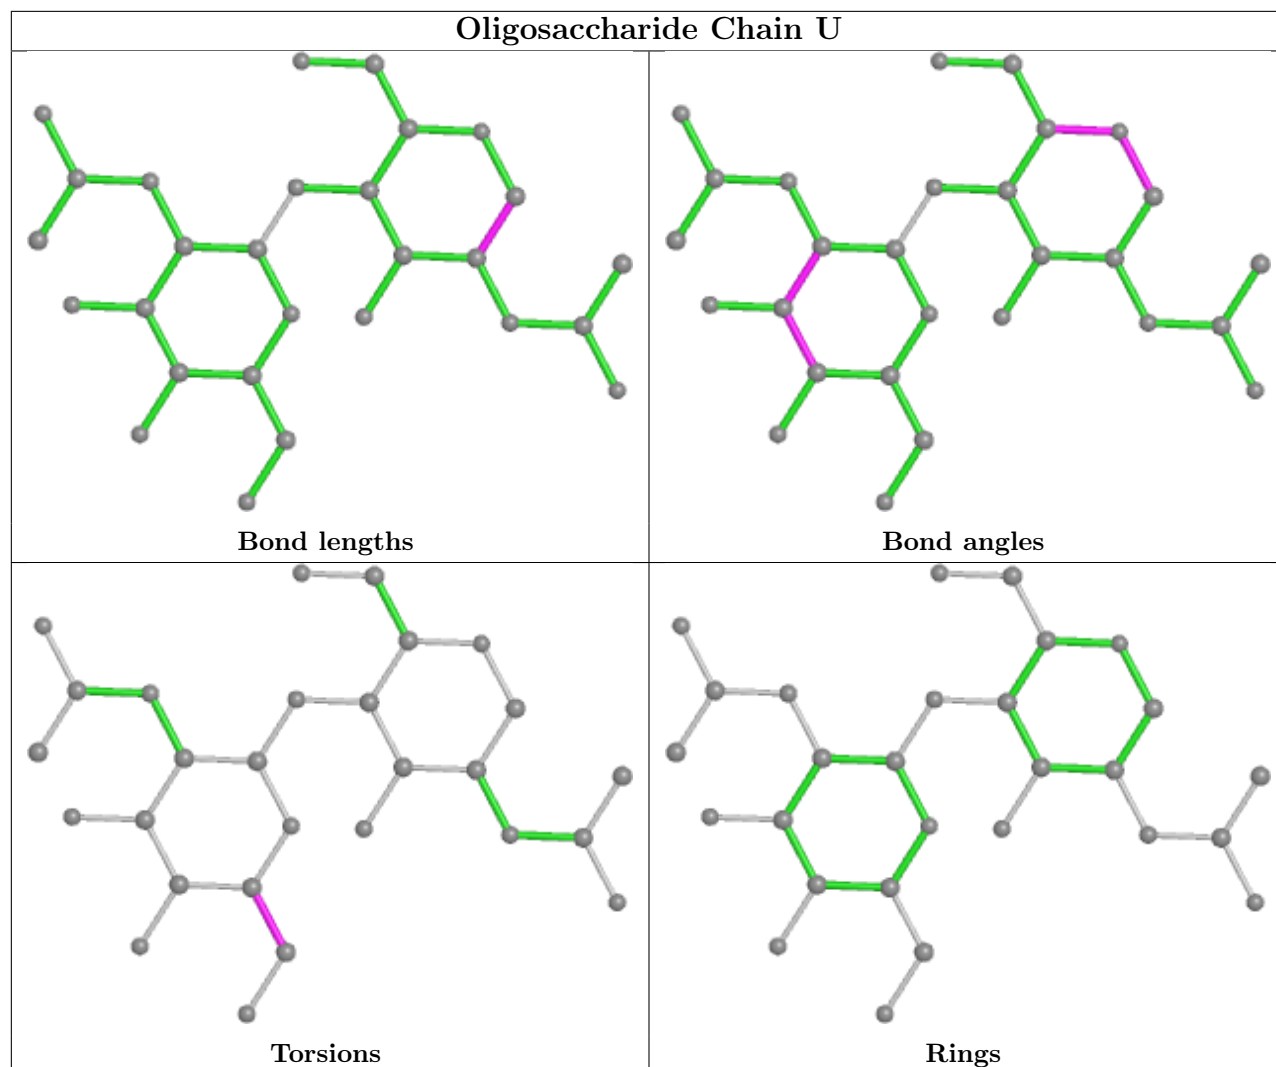 Oligosaccharide Chain U
Bond lengths
Bond angles
Torsions
Rings